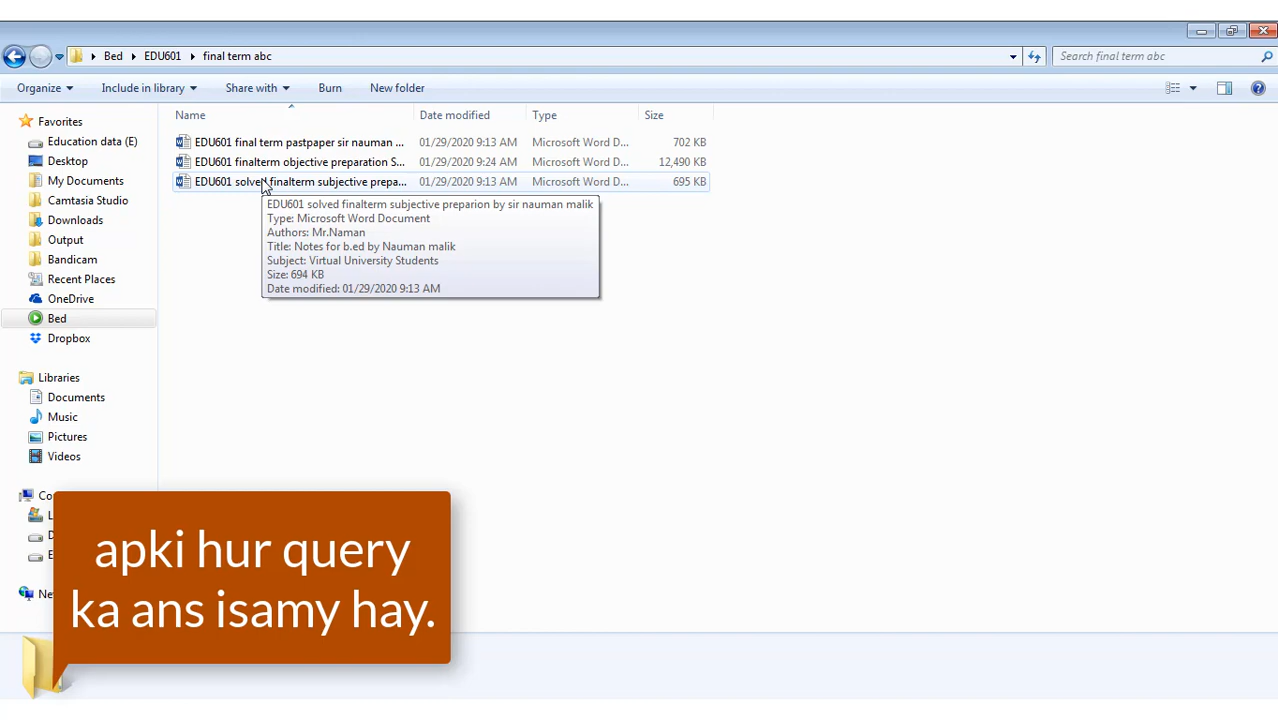 Bed EDU601 final term abc
Search final term abc
Organize Include in library Share with Burn New folder
Name Date modified Type Size
EDU601 final term pastpaper sir nauman ... 01/29/2020 9:13 AM Microsoft Word D... 702 KB
EDU601 finalterm objective preparation S... 01/29/2020 9:24 AM Microsoft Word D... 12,490 KB
EDU601 solved finalterm subjective prepa... 01/29/2020 9:13 AM Microsoft Word D... 695 KB
EDU601 solved finalterm subjective preparion by sir nauman malik
Type: Microsoft Word Document
Authors: Mr.Naman
Title: Notes for b.ed by Nauman malik
Subject: Virtual University Students
Size: 694 KB
Date modified: 01/29/2020 9:13 AM
Favorites
Education data (E)
Desktop
My Documents
Camtasia Studio
Downloads
Output
Bandicam
Recent Places
OneDrive
Bed
Dropbox
Libraries
Documents
Music
Pictures
Videos
apki hur query
ka ans isamy hay.